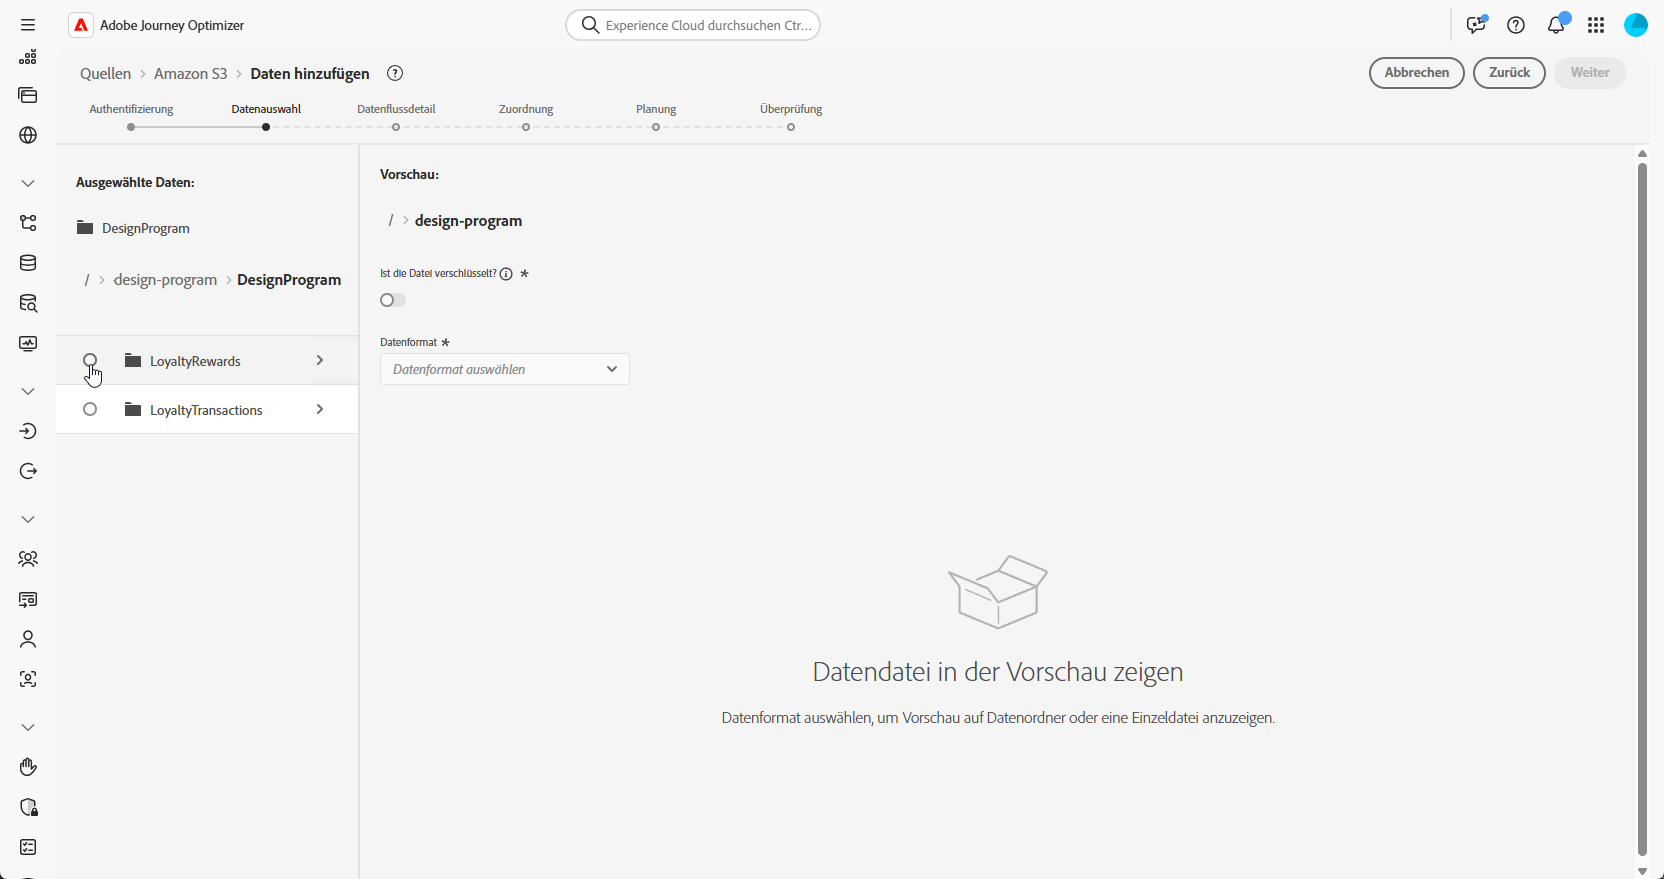 Adobe Journey Optimizer
Experience Cloud durchsuchen Ctr...
Quellen > Amazon S3 > Daten hinzufügen
Abbrechen
Zurück
Weiter
Authentifizierung
Datenauswahl
Datenflussdetail
Zuordnung
Planung
Überprüfung
Ausgewählte Daten:
DesignProgram
/ > design-program > DesignProgram
LoyaltyRewards
LoyaltyTransactions
Vorschau:
/ > design-program
Ist die Datei verschlüsselt? *
Datenformat *
Datenformat auswählen
Datendatei in der Vorschau zeigen
Datenformat auswählen, um Vorschau auf Datenordner oder eine Einzeldatei anzuzeigen.